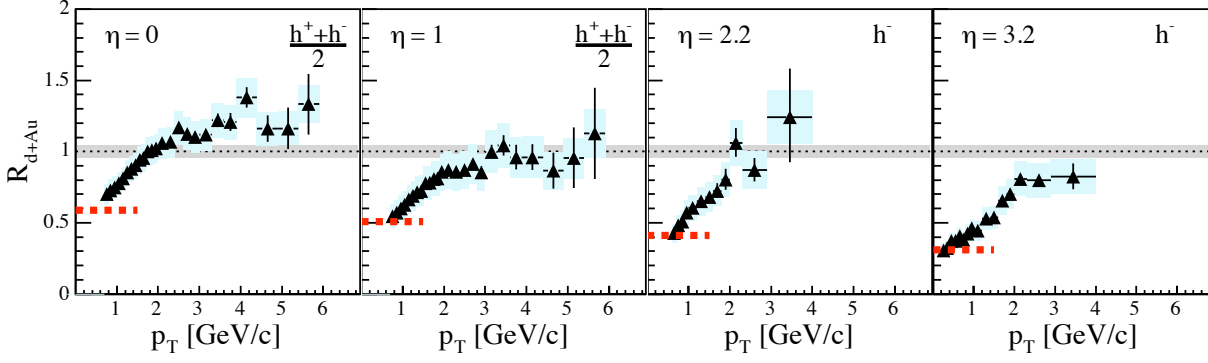 2
1.5
1
0.5
0
R_{d+Au}
η = 0
h⁺+h⁻
2
1 2 3 4 5 6
p_T [GeV/c]
η = 1
h⁺+h⁻
2
1 2 3 4 5 6
p_T [GeV/c]
η = 2.2
h⁻
1 2 3 4 5 6
p_T [GeV/c]
η = 3.2
h⁻
1 2 3 4 5 6
p_T [GeV/c]